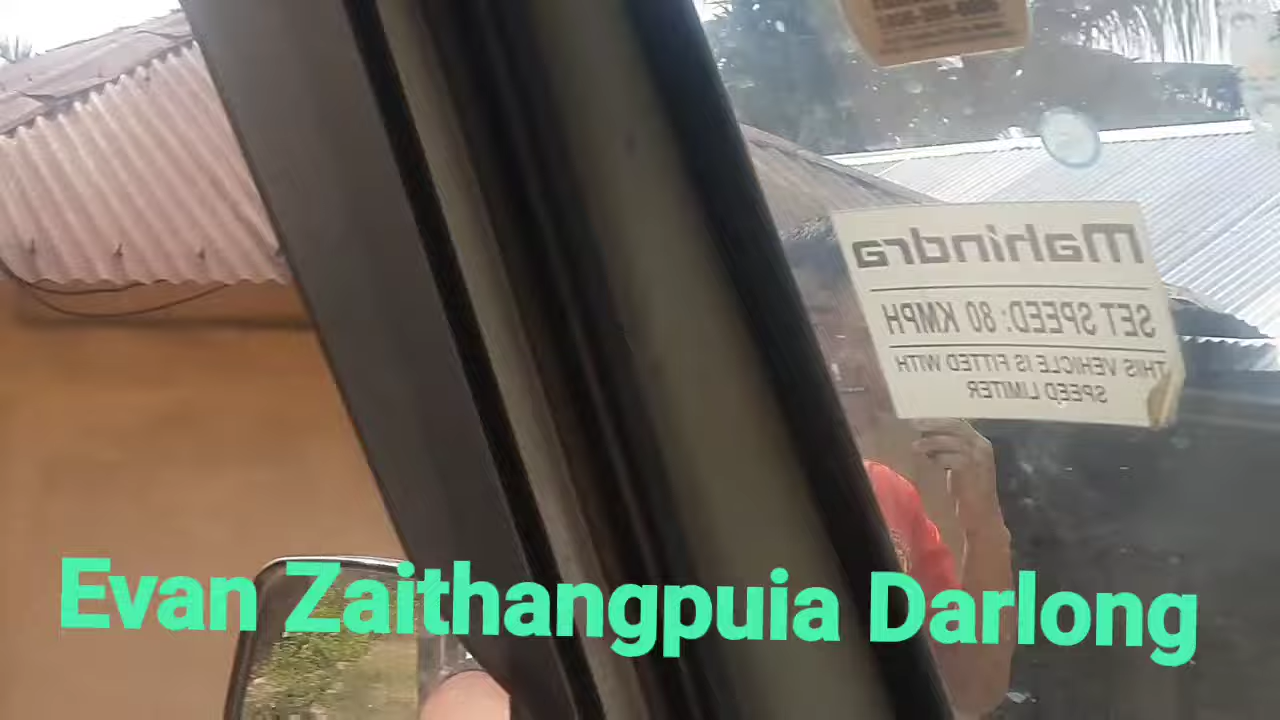 Mahindra
SET SPEED: 80 KMPH
THIS VEHICLE IS FITTED WITH
SPEED LIMITER
Evan Zaithangpuia Darlong